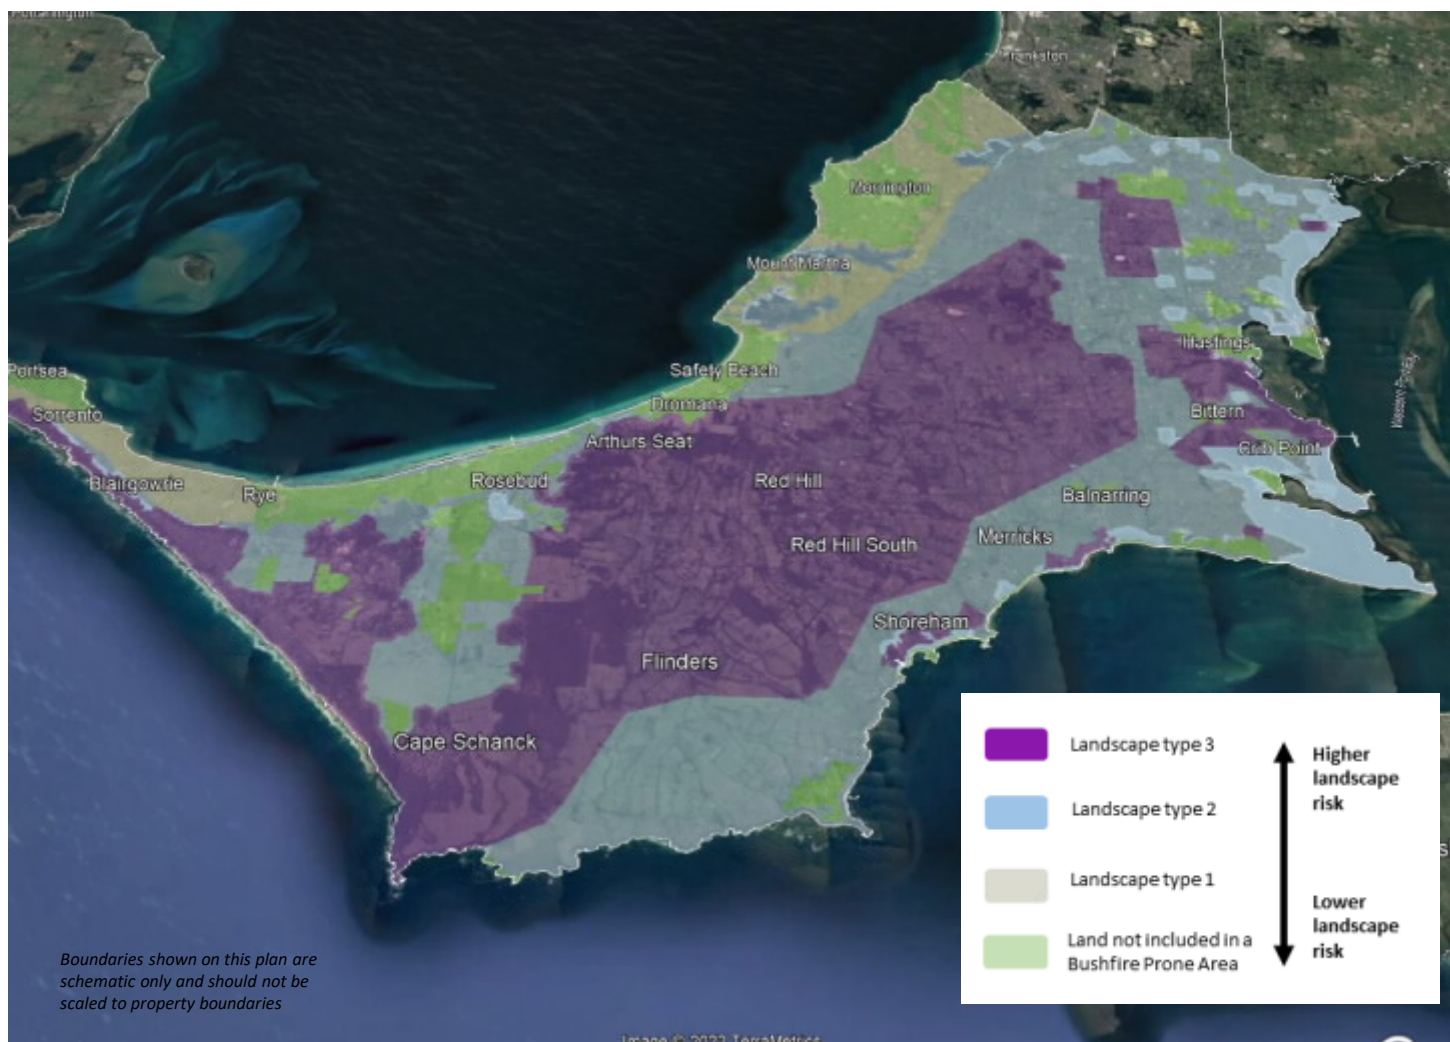 Frankston
Mornington
Mount Martha
Hastings
Safety Beach
Portsea
Dromana
Sorrento
Bittern
Arthurs Seat
Crib Point
Blairgowrie
Rye
Rosebud
Red Hill
Balnarring
Red Hill South
Merricks
Shoreham
Flinders
Cape Schanck
Landscape type 3
Landscape type 2
Landscape type 1
Land not included in a
Bushfire Prone Area
Higher
landscape
risk
Lower
landscape
risk
Boundaries shown on this plan are
schematic only and should not be
scaled to property boundaries
Image © 2022 TerraMetrics